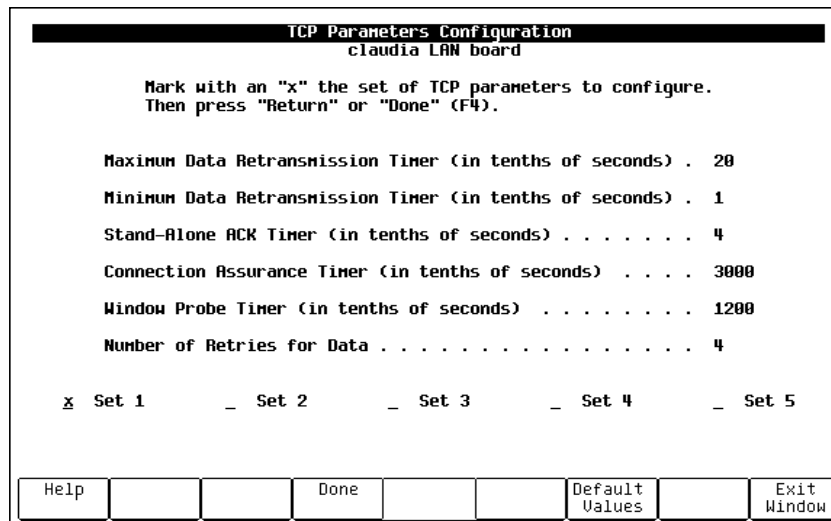 TCP Parameters Configuration
claudia LAN board
Mark with an "x" the set of TCP parameters to configure.
Then press "Return" or "Done" (F4).
Maximum Data Retransmission Timer (in tenths of seconds) . 20
Minimum Data Retransmission Timer (in tenths of seconds) . 1
Stand-Alone ACK Timer (in tenths of seconds) . . . . . . . 4
Connection Assurance Timer (in tenths of seconds) . . . . 3000
Window Probe Timer (in tenths of seconds) . . . . . . . . 1200
Number of Retries for Data . . . . . . . . . . . . . . . . . 4
x Set 1 _ Set 2 _ Set 3 _ Set 4 _ Set 5
Help Done Default Exit
Values Window